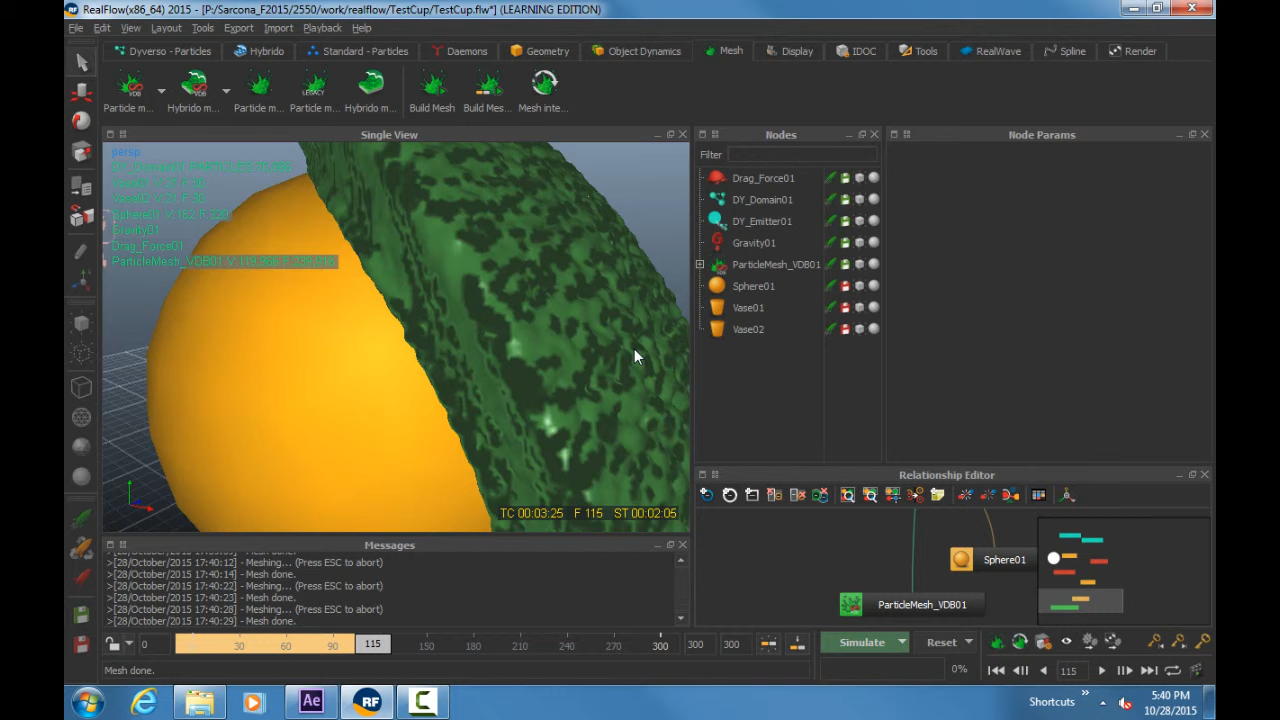 RealFlow(x86_64) 2015 - [P:/Sarcona_F2015/2550/work/realflow/TestCup/TestCup.flw*] (LEARNING EDITION)
File Edit View Layout Tools Export Import Playback Help
Dyverso - Particles Hybrido Standard - Particles Daemons Geometry Object Dynamics Mesh Display IDOC Tools RealWave Spline Render
VDB VDB LEGACY
Particle m... Hybrido m... Particle m... Particle m... Hybrido m... Build Mesh Build Mes... Mesh inte...
Single View
Nodes
Node Params
persp
Filter
Gravity01
Drag_Force01
Drag_Force01
DY_Domain01
DY_Emitter01
Gravity01
ParticleMesh_VDB01
Sphere01
Vase01
Vase02
TC 00:03:25 F 115 ST 00:02:05
Relationship Editor
Sphere01
ParticleMesh_VDB01
Messages
>[28/October/2015 17:40:12] - Meshing... (Press ESC to abort)
>[28/October/2015 17:40:14] - Mesh done.
>[28/October/2015 17:40:22] - Meshing... (Press ESC to abort)
>[28/October/2015 17:40:23] - Mesh done.
>[28/October/2015 17:40:28] - Meshing... (Press ESC to abort)
>[28/October/2015 17:40:29] - Mesh done.
0 30 60 90 115 150 180 210 240 270 300 300 300
Simulate Reset
Mesh done.
0% 115
Ae RF C
Shortcuts
5:40 PM
10/28/2015